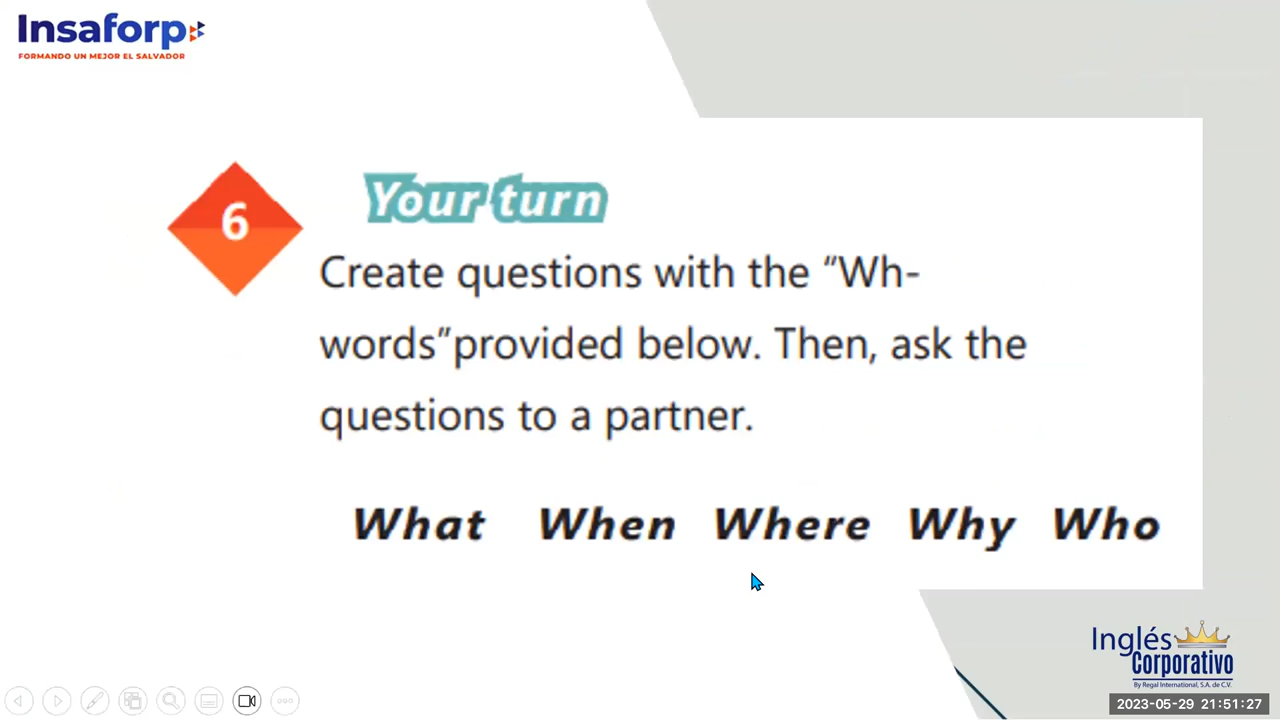 Insaforp
FORMANDO UN MEJOR EL SALVADOR
6
Your turn
Create questions with the "Wh-
words"provided below. Then, ask the
questions to a partner.
What When Where Why Who
Inglés
Corporativo
By Regal International, S.A. de C.V.
2023-05-29 21:51:27